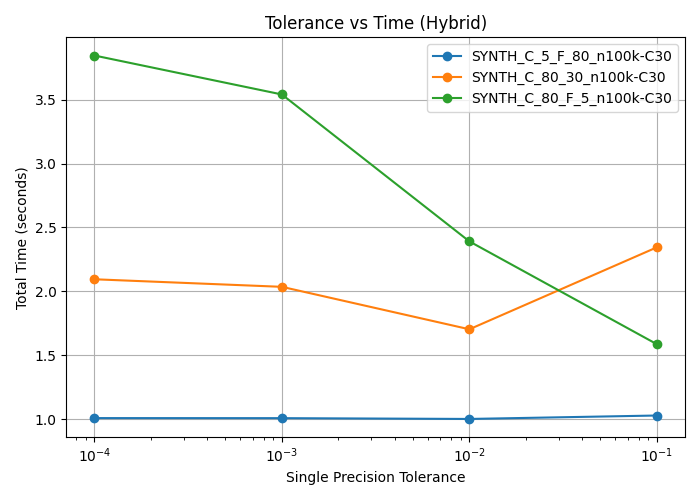 Tolerance vs Time (Hybrid)
SYNTH_C_5_F_80_n100k-C30
SYNTH_C_80_30_n100k-C30
SYNTH_C_80_F_5_n100k-C30
Total Time (seconds)
3.5
3.0
2.5
2.0
1.5
1.0
10⁻⁴ 10⁻³ 10⁻² 10⁻¹
Single Precision Tolerance